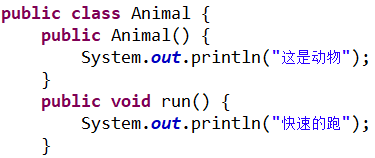 public class Animal {
    public Animal() {
        System.out.println("这是动物");
    }
    public void run() {
        System.out.println("快速的跑");
    }